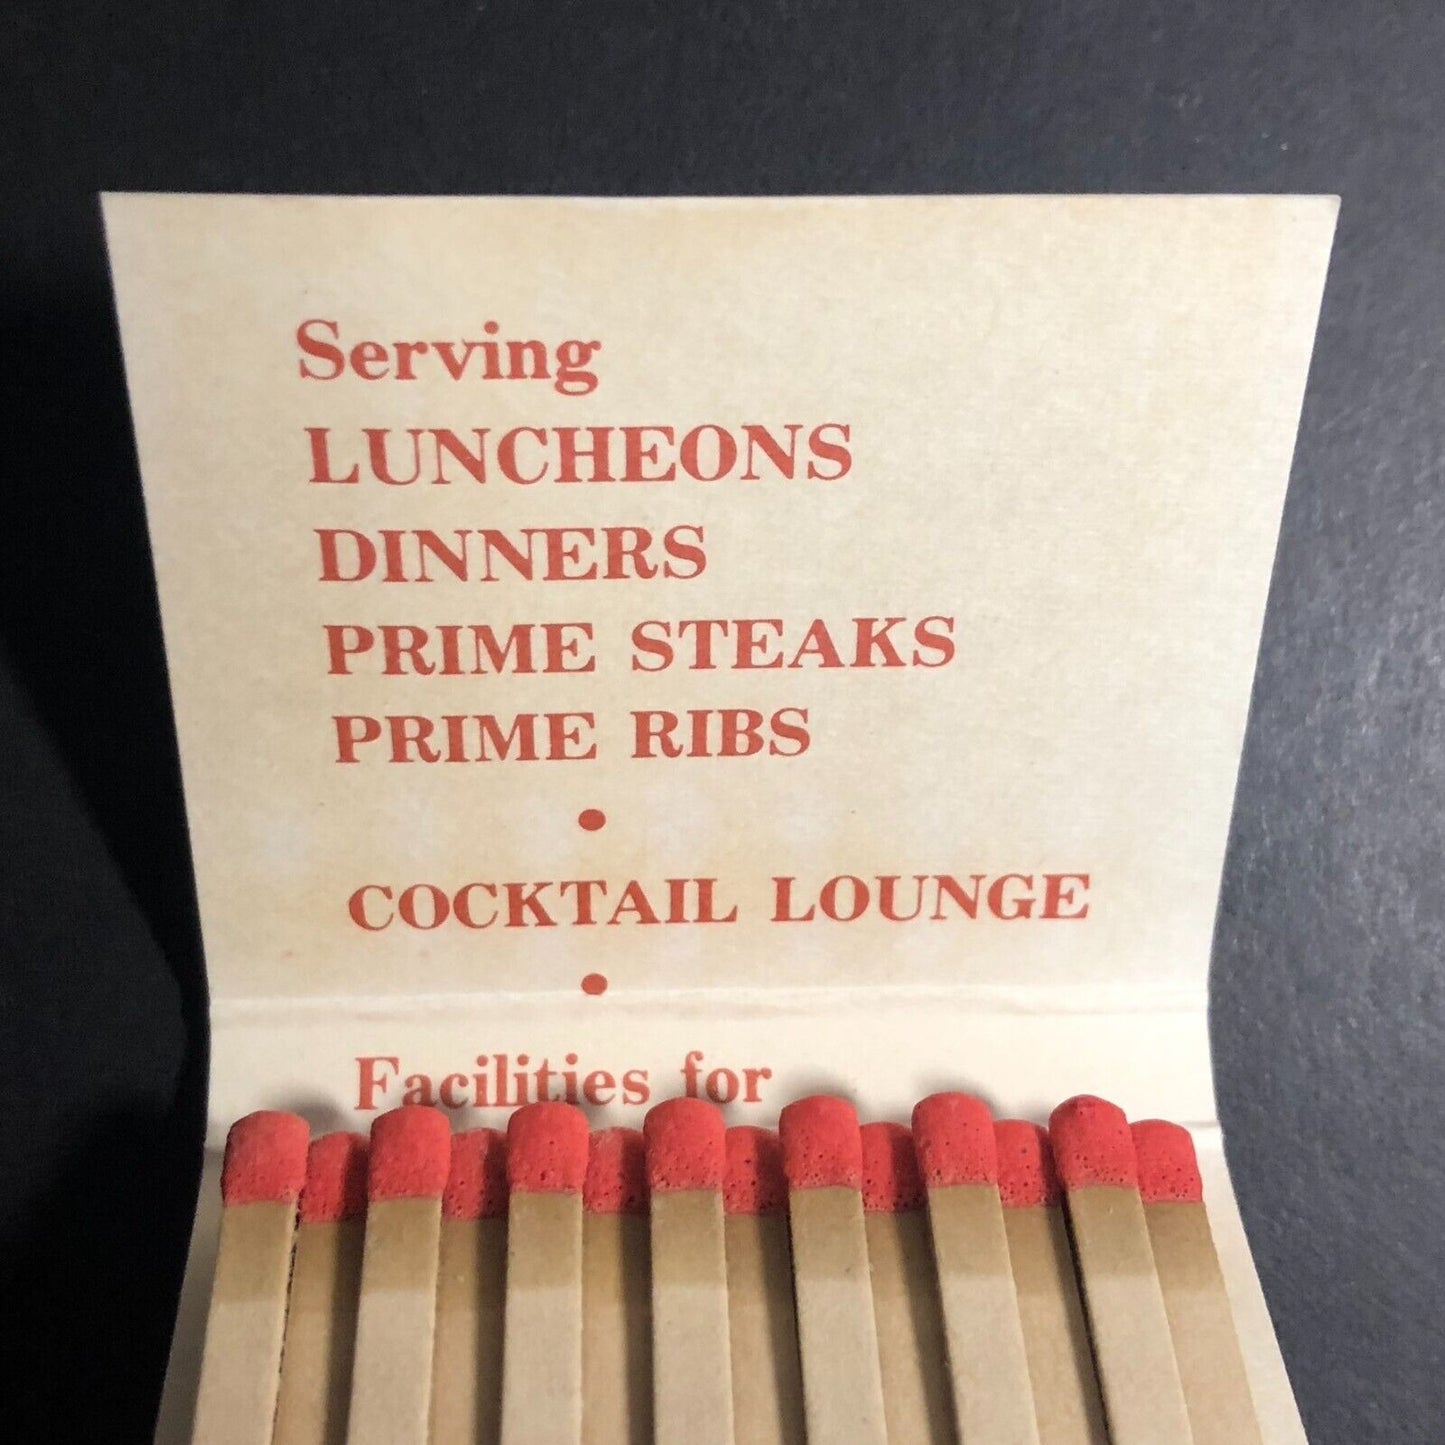 Serving
LUNCHEONS
DINNERS
PRIME STEAKS
PRIME RIBS
•
COCKTAIL LOUNGE
•
Facilities for